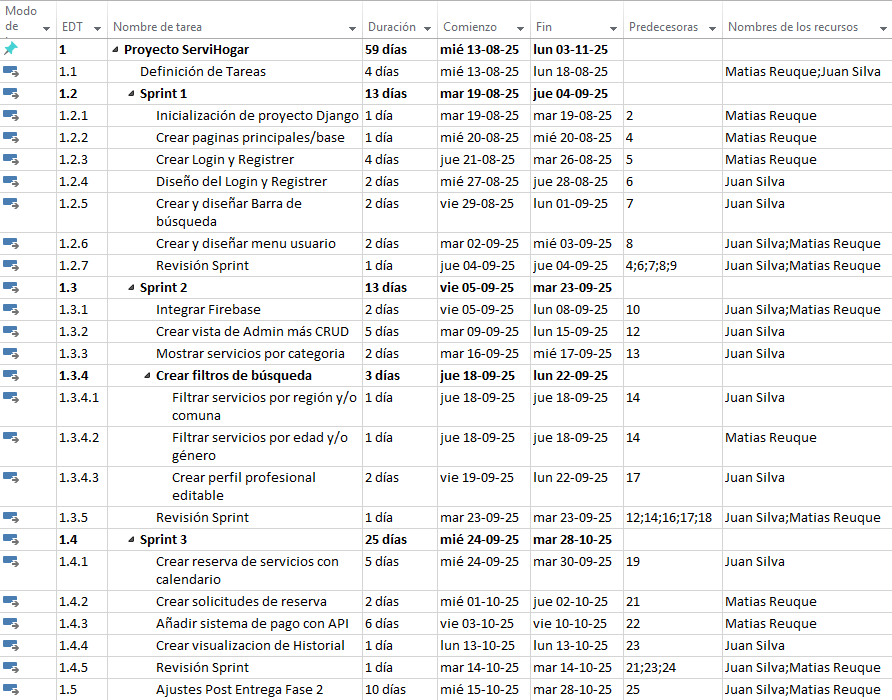 Modo
de
EDT Nombre de tarea Duración Comienzo Fin Predecesoras Nombres de los recursos
1 Proyecto ServiHogar 59 días mié 13-08-25 lun 03-11-25
1.1 Definición de Tareas 4 días mié 13-08-25 lun 18-08-25 Matias Reuque;Juan Silva
1.2 Sprint 1 13 días mar 19-08-25 jue 04-09-25
1.2.1 Inicialización de proyecto Django 1 día mar 19-08-25 mar 19-08-25 2 Matias Reuque
1.2.2 Crear paginas principales/base 1 día mié 20-08-25 mié 20-08-25 4 Matias Reuque
1.2.3 Crear Login y Registrer 4 días jue 21-08-25 mar 26-08-25 5 Matias Reuque
1.2.4 Diseño del Login y Registrer 2 días mié 27-08-25 jue 28-08-25 6 Juan Silva
1.2.5 Crear y diseñar Barra de 2 días vie 29-08-25 lun 01-09-25 7 Juan Silva
búsqueda
1.2.6 Crear y diseñar menu usuario 2 días mar 02-09-25 mié 03-09-25 8 Juan Silva;Matias Reuque
1.2.7 Revisión Sprint 1 día jue 04-09-25 jue 04-09-25 4;6;7;8;9 Juan Silva;Matias Reuque
1.3 Sprint 2 13 días vie 05-09-25 mar 23-09-25
1.3.1 Integrar Firebase 2 días vie 05-09-25 lun 08-09-25 10 Juan Silva;Matias Reuque
1.3.2 Crear vista de Admin más CRUD 5 días mar 09-09-25 lun 15-09-25 12 Juan Silva
1.3.3 Mostrar servicios por categoria 2 días mar 16-09-25 mié 17-09-25 13 Juan Silva
1.3.4 Crear filtros de búsqueda 3 días jue 18-09-25 lun 22-09-25
1.3.4.1 Filtrar servicios por región y/o 1 día jue 18-09-25 jue 18-09-25 14 Juan Silva
comuna
1.3.4.2 Filtrar servicios por edad y/o 1 día jue 18-09-25 jue 18-09-25 14 Matias Reuque
género
1.3.4.3 Crear perfil profesional 2 días vie 19-09-25 lun 22-09-25 17 Juan Silva
editable
1.3.5 Revisión Sprint 1 día mar 23-09-25 mar 23-09-25 12;14;16;17;18 Juan Silva;Matias Reuque
1.4 Sprint 3 25 días mié 24-09-25 mar 28-10-25
1.4.1 Crear reserva de servicios con 5 días mié 24-09-25 mar 30-09-25 19 Juan Silva
calendario
1.4.2 Crear solicitudes de reserva 2 días mié 01-10-25 jue 02-10-25 21 Matias Reuque
1.4.3 Añadir sistema de pago con API 6 días vie 03-10-25 vie 10-10-25 22 Matias Reuque
1.4.4 Crear visualizacion de Historial 1 día lun 13-10-25 lun 13-10-25 23 Juan Silva
1.4.5 Revisión Sprint 1 día mar 14-10-25 mar 14-10-25 21;23;24 Juan Silva;Matias Reuque
1.5 Ajustes Post Entrega Fase 2 10 días mié 15-10-25 mar 28-10-25 25 Juan Silva;Matias Reuque